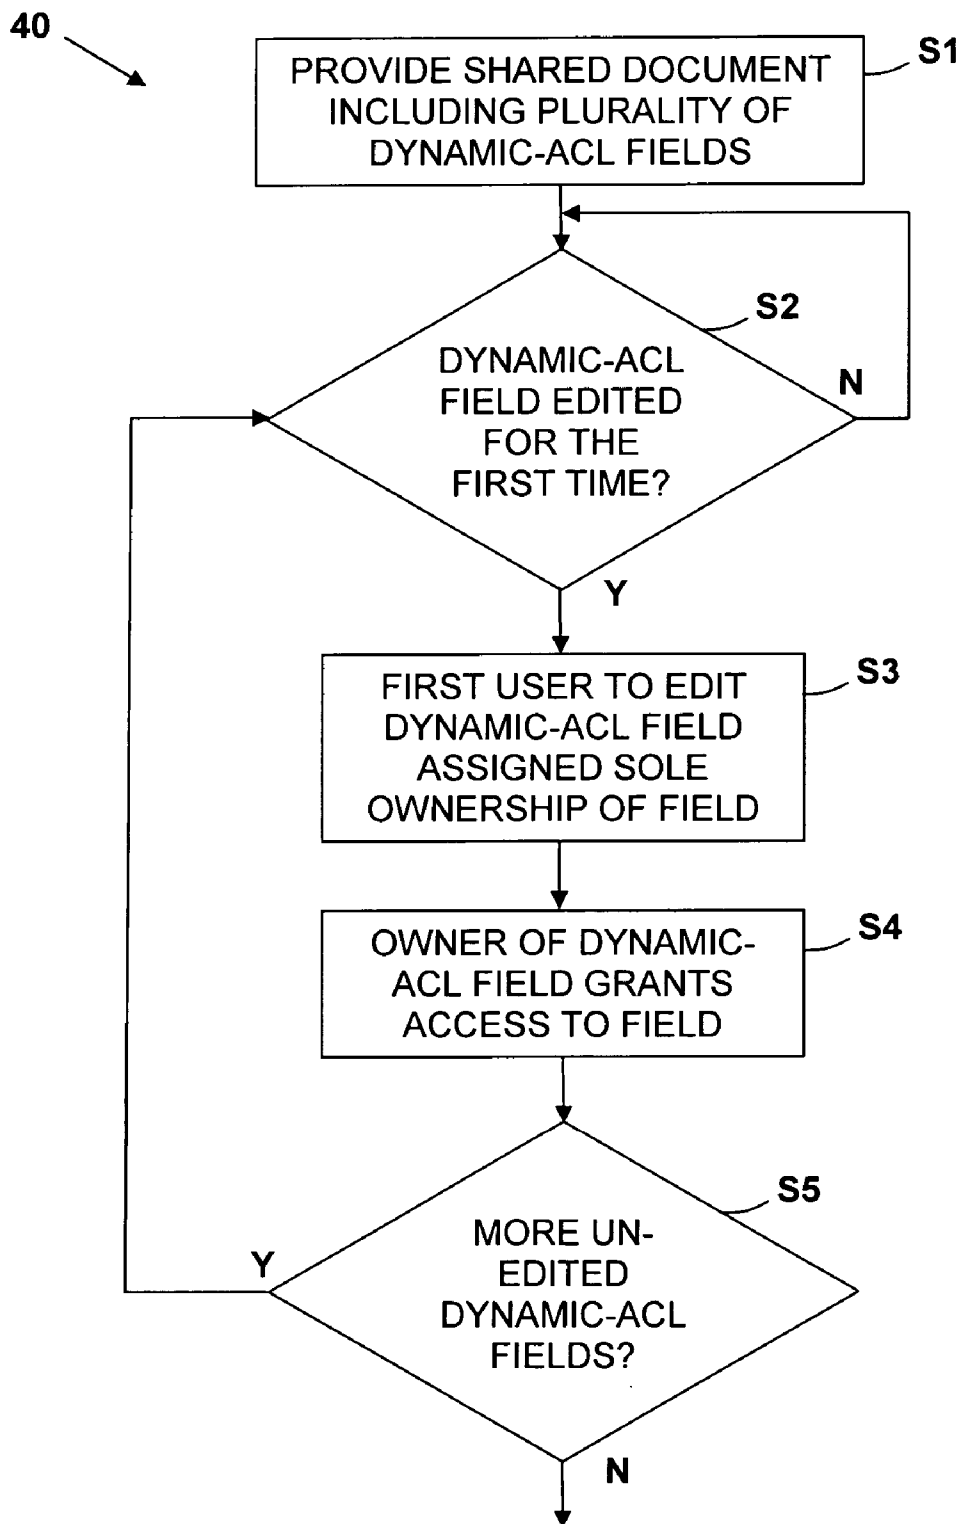 40
S1
PROVIDE SHARED DOCUMENT
INCLUDING PLURALITY OF
DYNAMIC-ACL FIELDS
S2
DYNAMIC-ACL
FIELD EDITED
FOR THE
FIRST TIME?
N
Y
S3
FIRST USER TO EDIT
DYNAMIC-ACL FIELD
ASSIGNED SOLE
OWNERSHIP OF FIELD
S4
OWNER OF DYNAMIC-
ACL FIELD GRANTS
ACCESS TO FIELD
S5
MORE UN-
EDITED
DYNAMIC-ACL
FIELDS?
Y
N